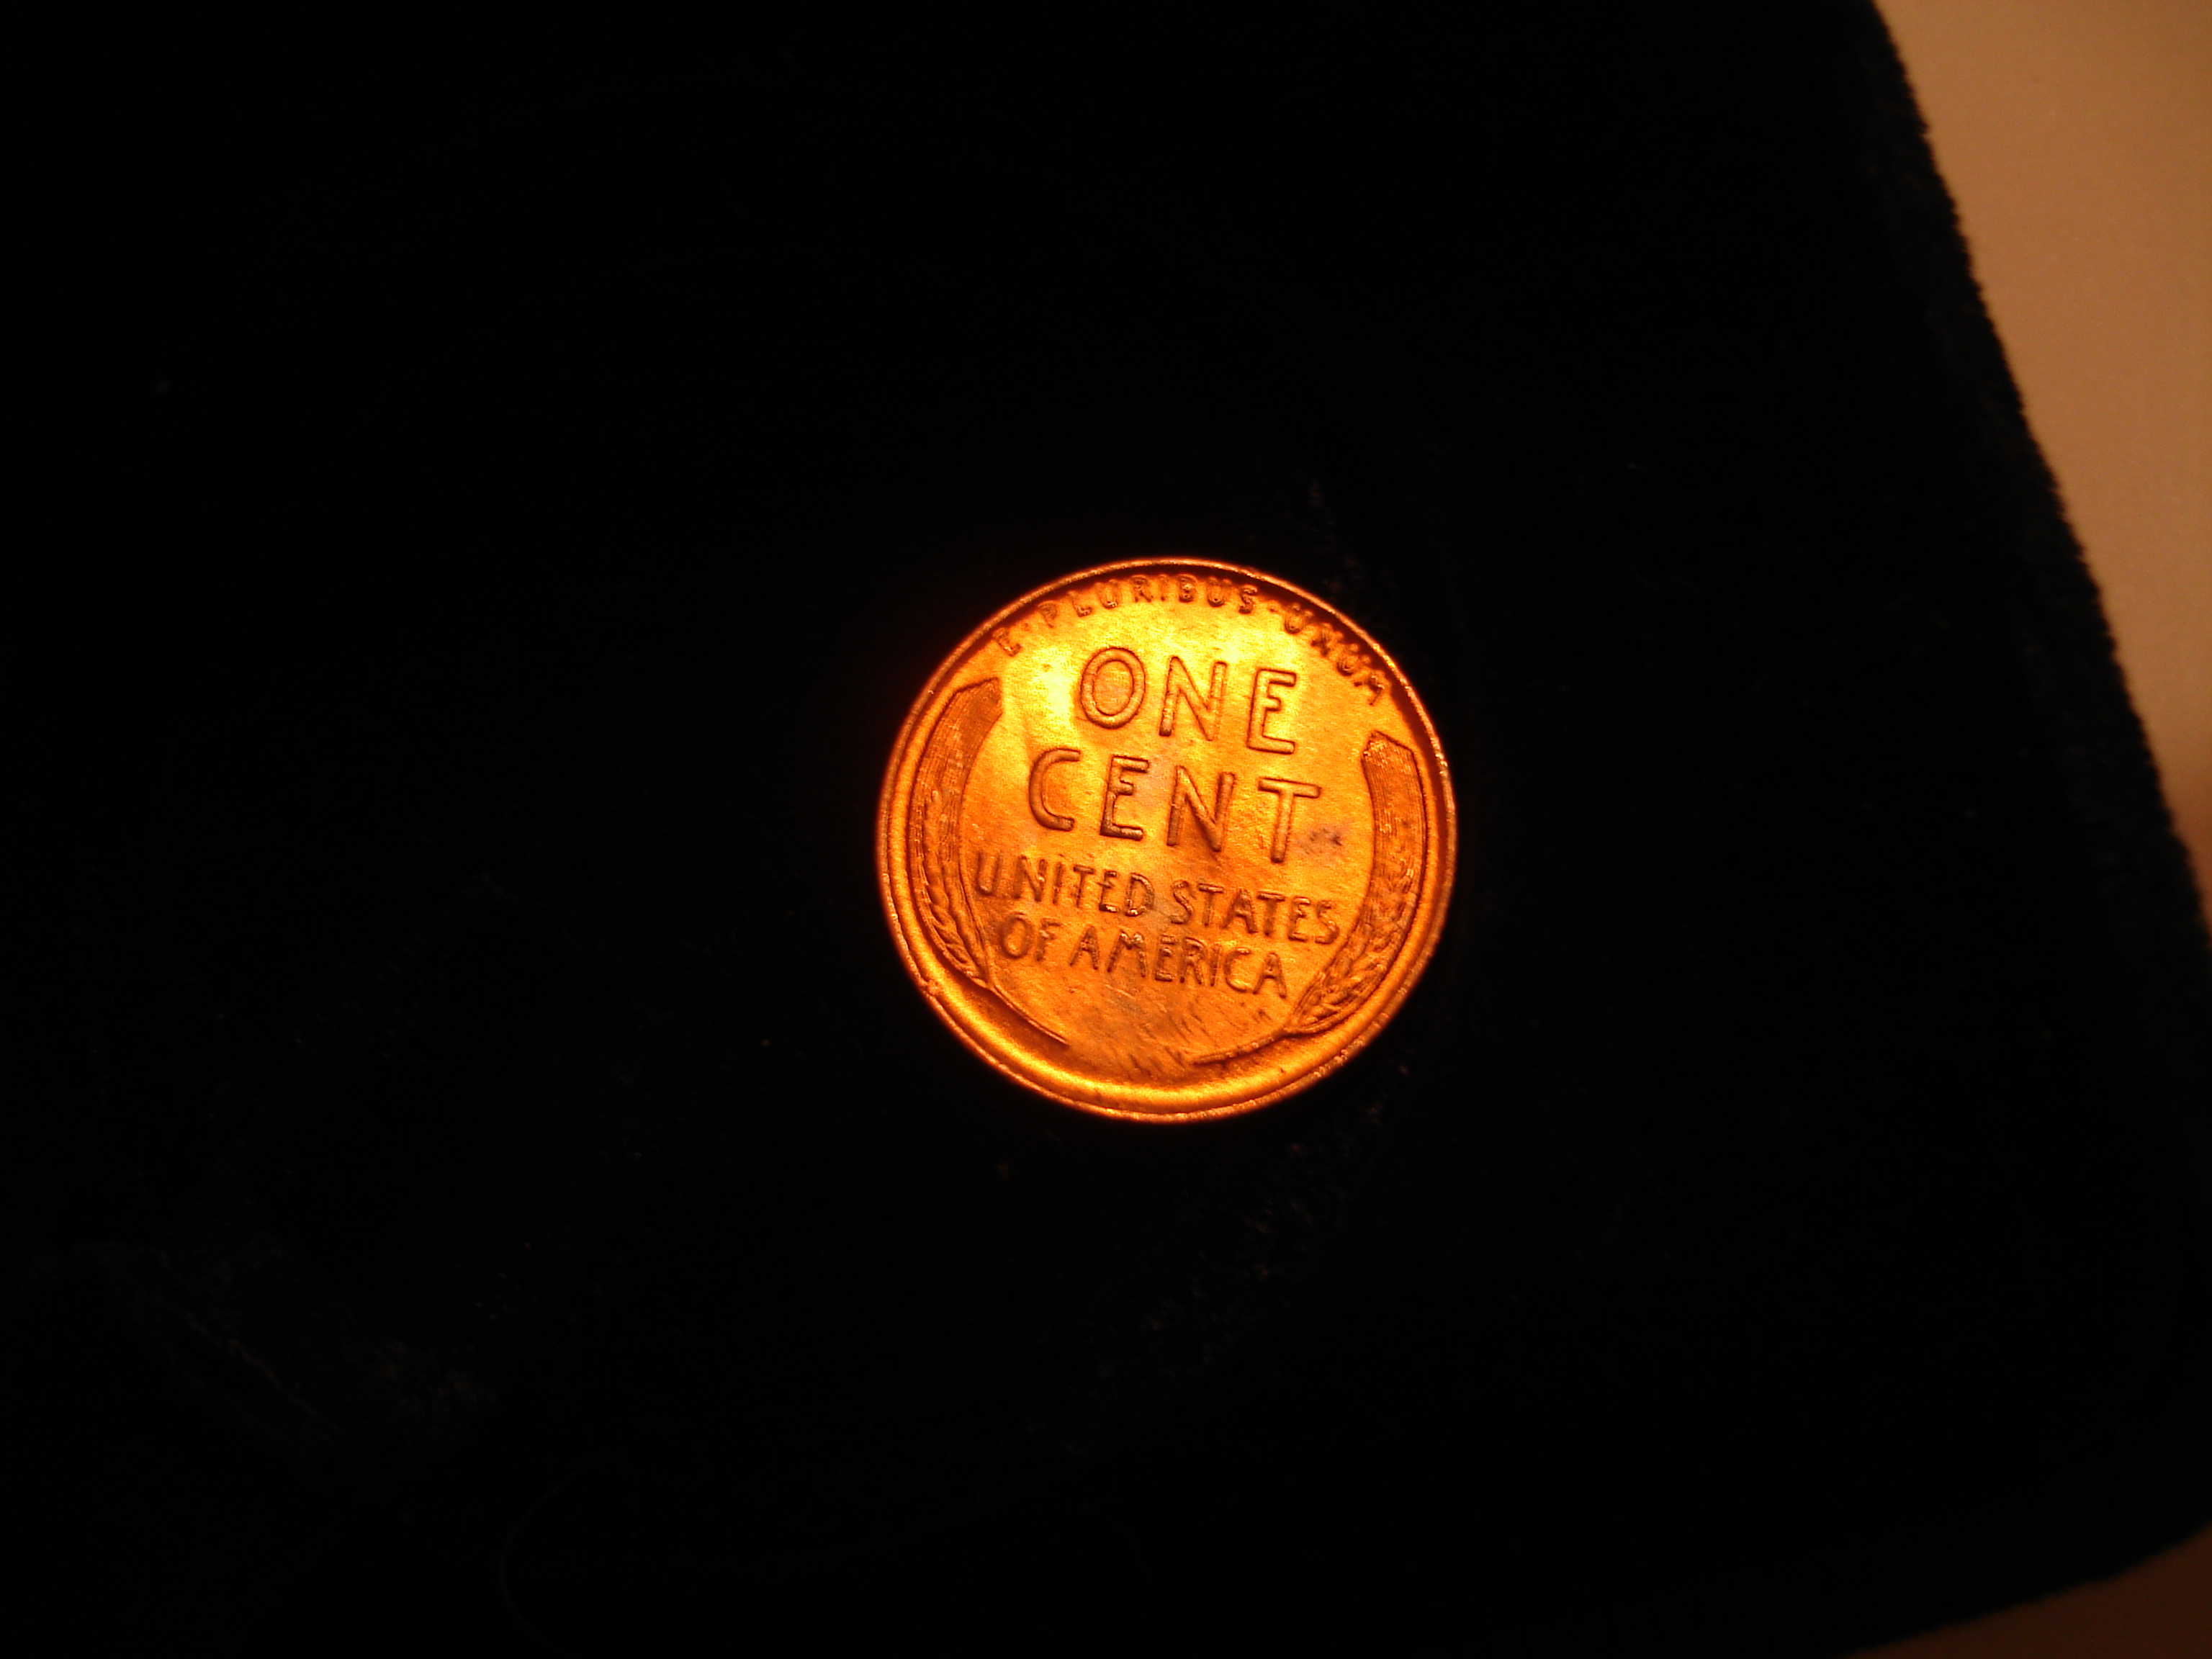 E·PLURIBUS·UNUM
ONE
CENT
UNITED STATES
OF AMERICA